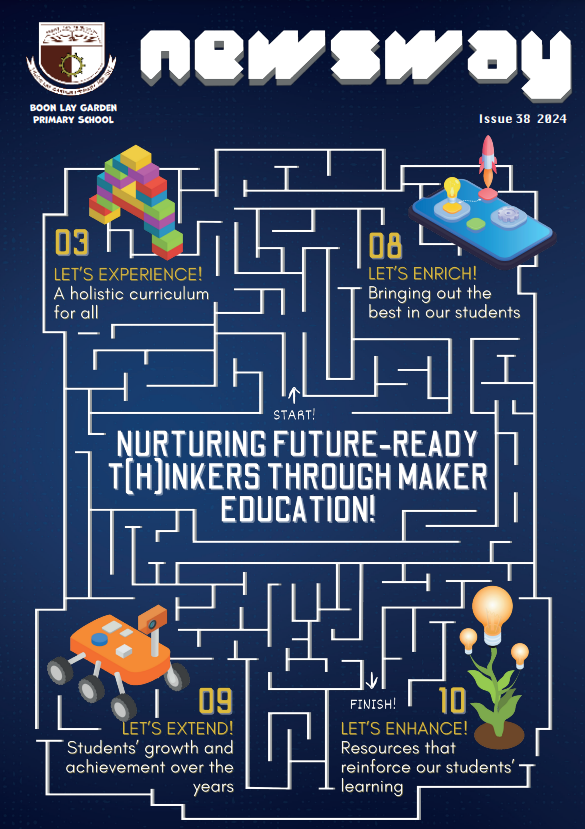 newsway
BOON LAY GARDEN
PRIMARY SCHOOL
Issue 38 2024
03
LET'S EXPERIENCE!
A holistic curriculum
for all
08
LET'S ENRICH!
Bringing out the
best in our students
START!
NURTURING FUTURE-READY
T(H)INKERS THROUGH MAKER
EDUCATION!
09
LET'S EXTEND!
Students' growth and
achievement over the
years
FINISH!
10
LET'S ENHANCE!
Resources that
reinforce our students'
learning